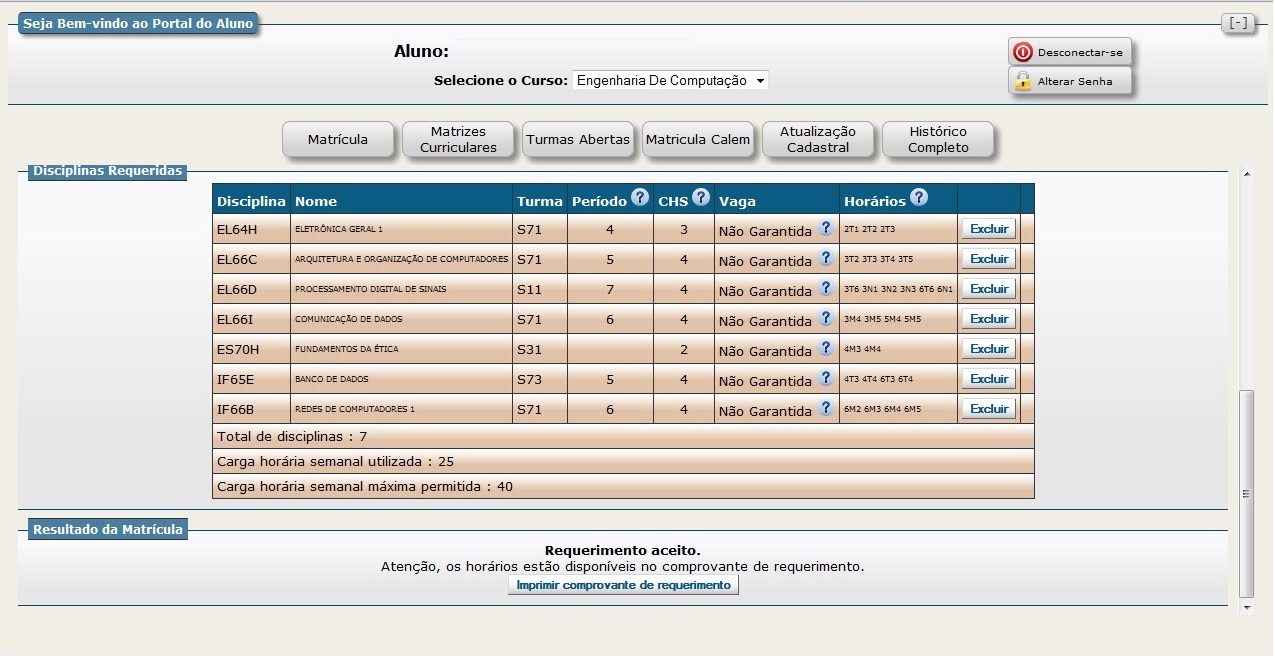 Seja Bem-vindo ao Portal do Aluno
[-]
Aluno:
Desconectar-se
Selecione o Curso: Engenharia De Computação
Alterar Senha
Matrícula
Matrizes Curriculares
Turmas Abertas
Matricula Calem
Atualização Cadastral
Histórico Completo
Disciplinas Requeridas
Disciplina Nome Turma Período ? CHS ? Vaga Horários ?
EL64H ELETRÔNICA GERAL 1 S71 4 3 Não Garantida ? 2T1 2T2 2T3 Excluir
EL66C ARQUITETURA E ORGANIZAÇÃO DE COMPUTADORES S71 5 4 Não Garantida ? 3T2 3T3 3T4 3T5 Excluir
EL66D PROCESSAMENTO DIGITAL DE SINAIS S11 7 4 Não Garantida ? 3T6 3N1 3N2 3N3 6T6 6N1 Excluir
EL66I COMUNICAÇÃO DE DADOS S71 6 4 Não Garantida ? 3M4 3M5 5M4 5M5 Excluir
ES70H FUNDAMENTOS DA ÉTICA S31 2 Não Garantida ? 4M3 4M4 Excluir
IF65E BANCO DE DADOS S73 5 4 Não Garantida ? 4T3 4T4 6T3 6T4 Excluir
IF66B REDES DE COMPUTADORES 1 S71 6 4 Não Garantida ? 6M2 6M3 6M4 6M5 Excluir
Total de disciplinas : 7
Carga horária semanal utilizada : 25
Carga horária semanal máxima permitida : 40
Resultado da Matrícula
Requerimento aceito.
Atenção, os horários estão disponíveis no comprovante de requerimento.
Imprimir comprovante de requerimento